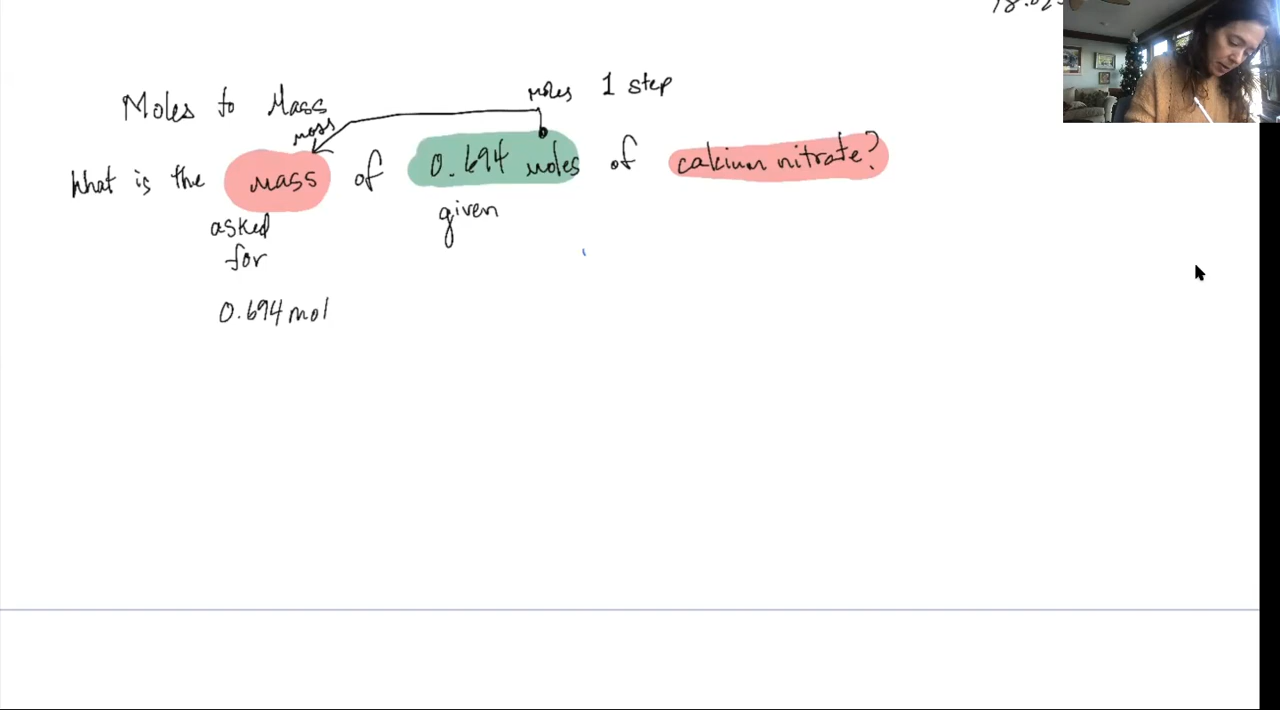 moles 1 step
Moles to Mass
mass
What is the mass of 0.694 moles of calcium nitrate?
asked given
for
0.694 mol